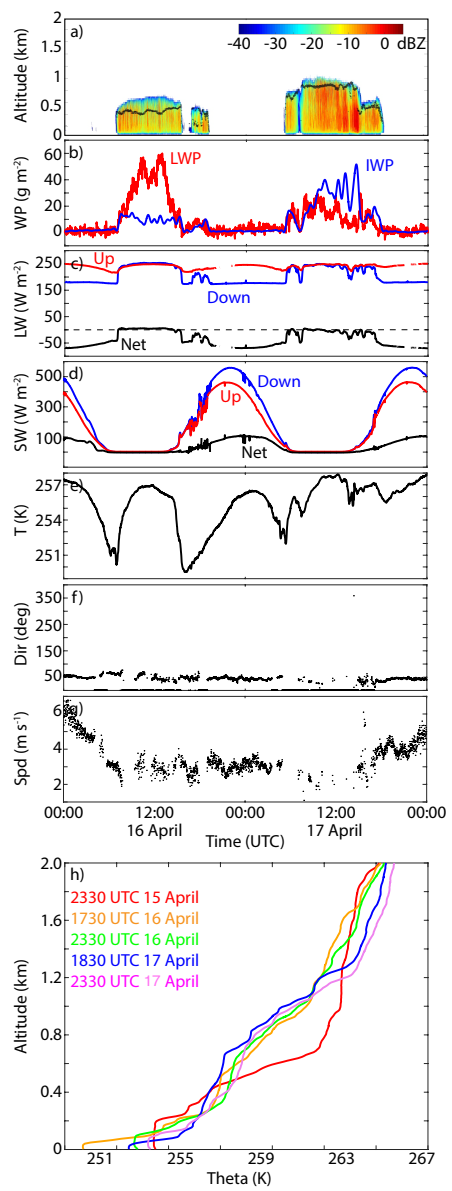 a)
-40 -30 -20 -10 0 dBZ
Altitude (km)
2
1.5
1
0.5
0
b)
LWP
IWP
WP (g m-2)
60
40
20
0
c)
Up
Down
Net
LW (W m-2)
250
150
50
-50
d)
Down
Up
Net
SW (W m-2)
500
300
100
e)
T (K)
257
254
251
f)
Dir (deg)
350
250
150
50
g)
Spd (m s-1)
6
4
2
00:00 12:00 00:00 12:00 00:00
16 April 17 April
Time (UTC)
h)
2330 UTC 15 April
1730 UTC 16 April
2330 UTC 16 April
1830 UTC 17 April
2330 UTC 17 April
Altitude (km)
2.0
1.6
1.2
0.8
0.4
0
251 255 259 263 267
Theta (K)